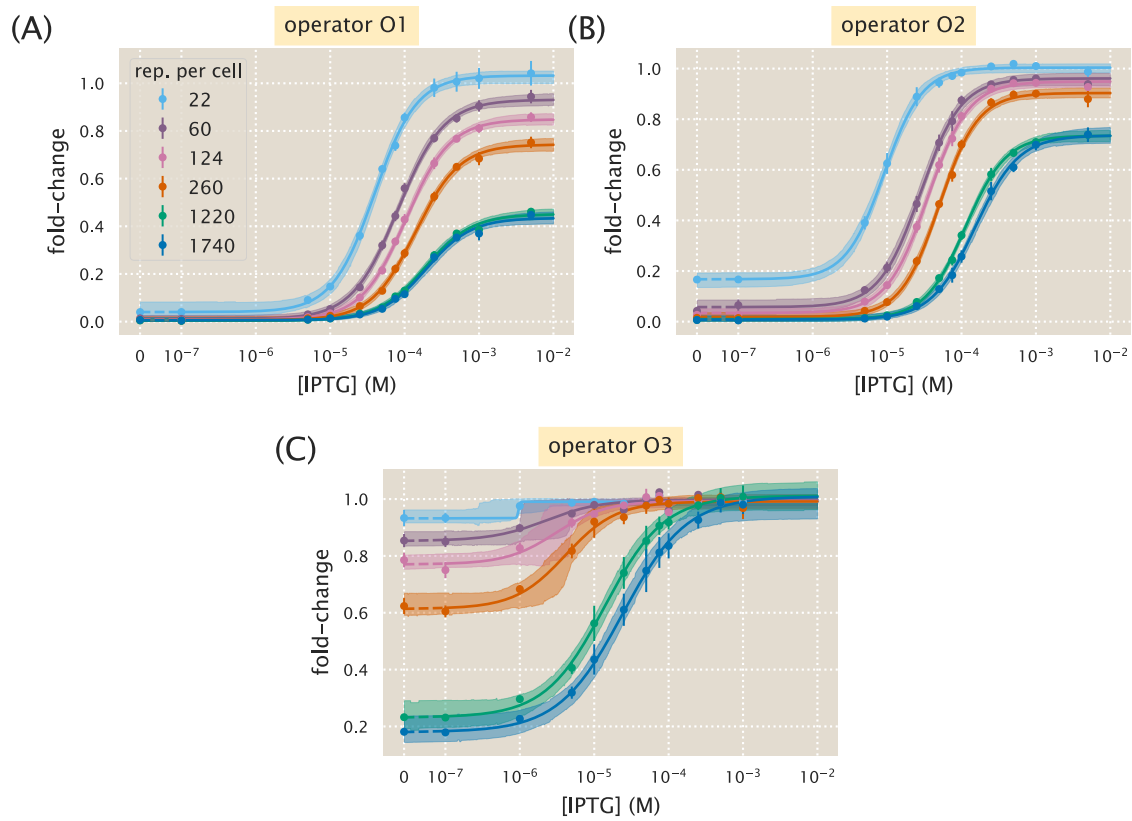 (A)
operator O1
fold-change
1.0
0.8
0.6
0.4
0.2
0.0
rep. per cell
22
60
124
260
1220
1740
0 10⁻⁷ 10⁻⁶ 10⁻⁵ 10⁻⁴ 10⁻³ 10⁻²
[IPTG] (M)
(B)
operator O2
fold-change
1.0
0.8
0.6
0.4
0.2
0.0
0 10⁻⁷ 10⁻⁶ 10⁻⁵ 10⁻⁴ 10⁻³ 10⁻²
[IPTG] (M)
(C)
operator O3
fold-change
1.0
0.8
0.6
0.4
0.2
0 10⁻⁷ 10⁻⁶ 10⁻⁵ 10⁻⁴ 10⁻³ 10⁻²
[IPTG] (M)